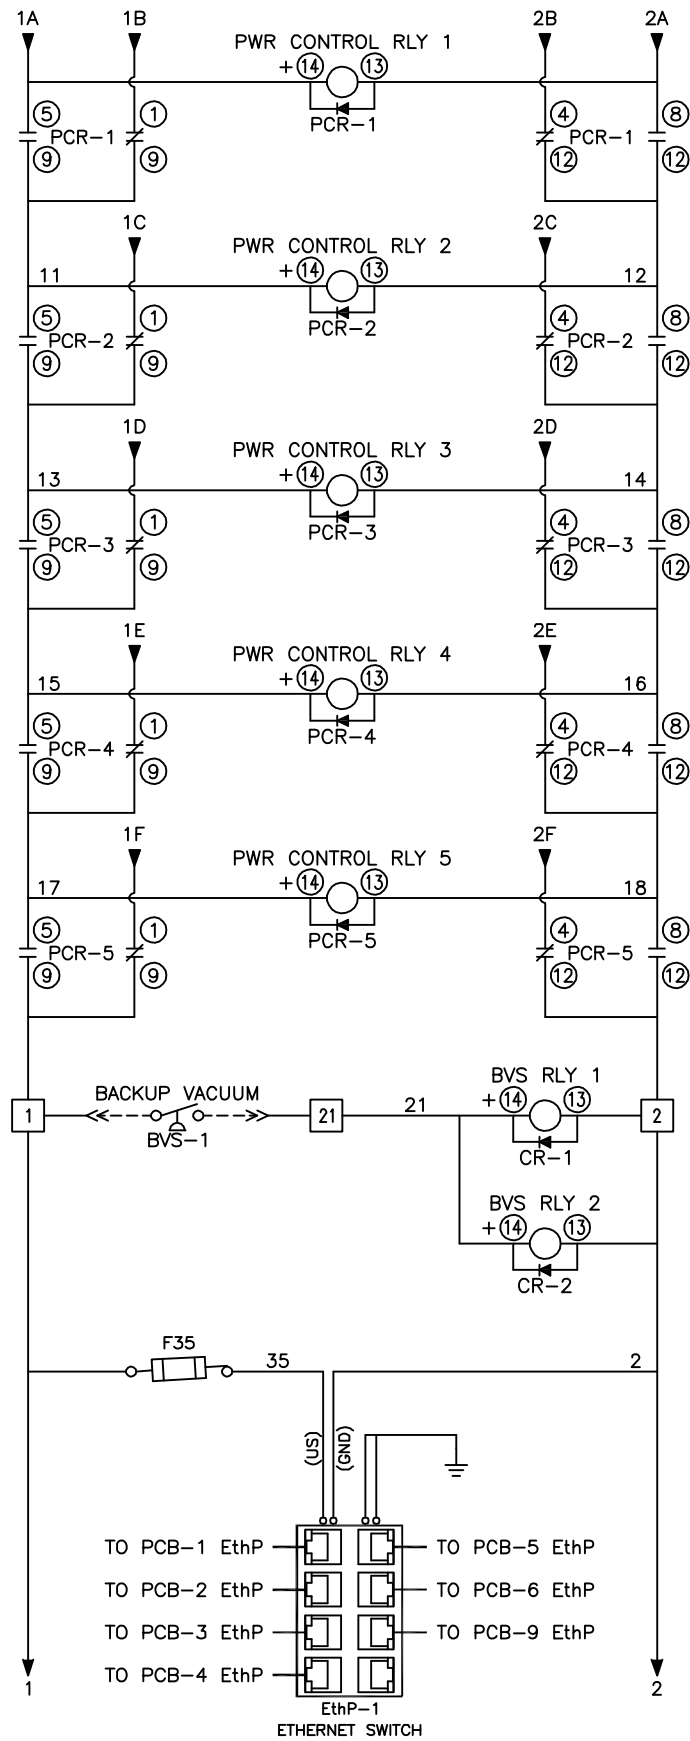 1A 1B 2B 2A
PWR CONTROL RLY 1
+ 14 13
PCR-1
5 PCR-1 1 4 PCR-1 8
9 9 12 12
1C 2C
PWR CONTROL RLY 2
11 + 14 13 12
PCR-2
5 PCR-2 1 4 PCR-2 8
9 9 12 12
1D 2D
PWR CONTROL RLY 3
13 + 14 13 14
PCR-3
5 PCR-3 1 4 PCR-3 8
9 9 12 12
1E 2E
PWR CONTROL RLY 4
15 + 14 13 16
PCR-4
5 PCR-4 1 4 PCR-4 8
9 9 12 12
1F 2F
PWR CONTROL RLY 5
17 + 14 13 18
PCR-5
5 PCR-5 1 4 PCR-5 8
9 9 12 12
BACKUP VACUUM
BVS RLY 1
1 21 21 + 14 13 2
BVS-1
CR-1
BVS RLY 2
+ 14 13
CR-2
F35
35 2
(US) (GND)
TO PCB-1 EthP TO PCB-5 EthP
TO PCB-2 EthP TO PCB-6 EthP
TO PCB-3 EthP TO PCB-9 EthP
TO PCB-4 EthP
1 2
EthP-1
ETHERNET SWITCH